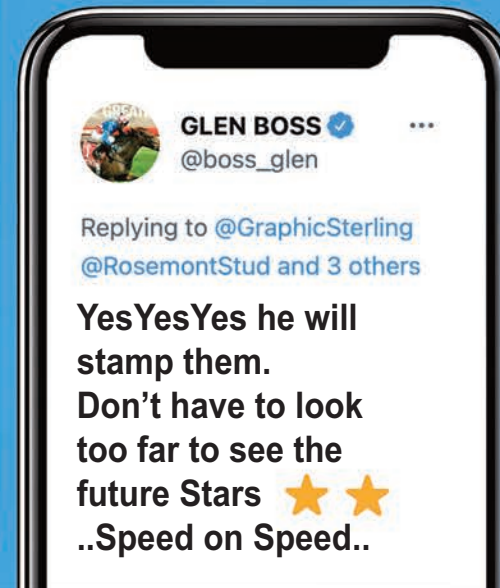 GLEN BOSS
@boss_glen
Replying to @GraphicSterling
@RosemontStud and 3 others
YesYesYes he will
stamp them.
Don’t have to look
too far to see the
future Stars ⭐ ⭐
..Speed on Speed..